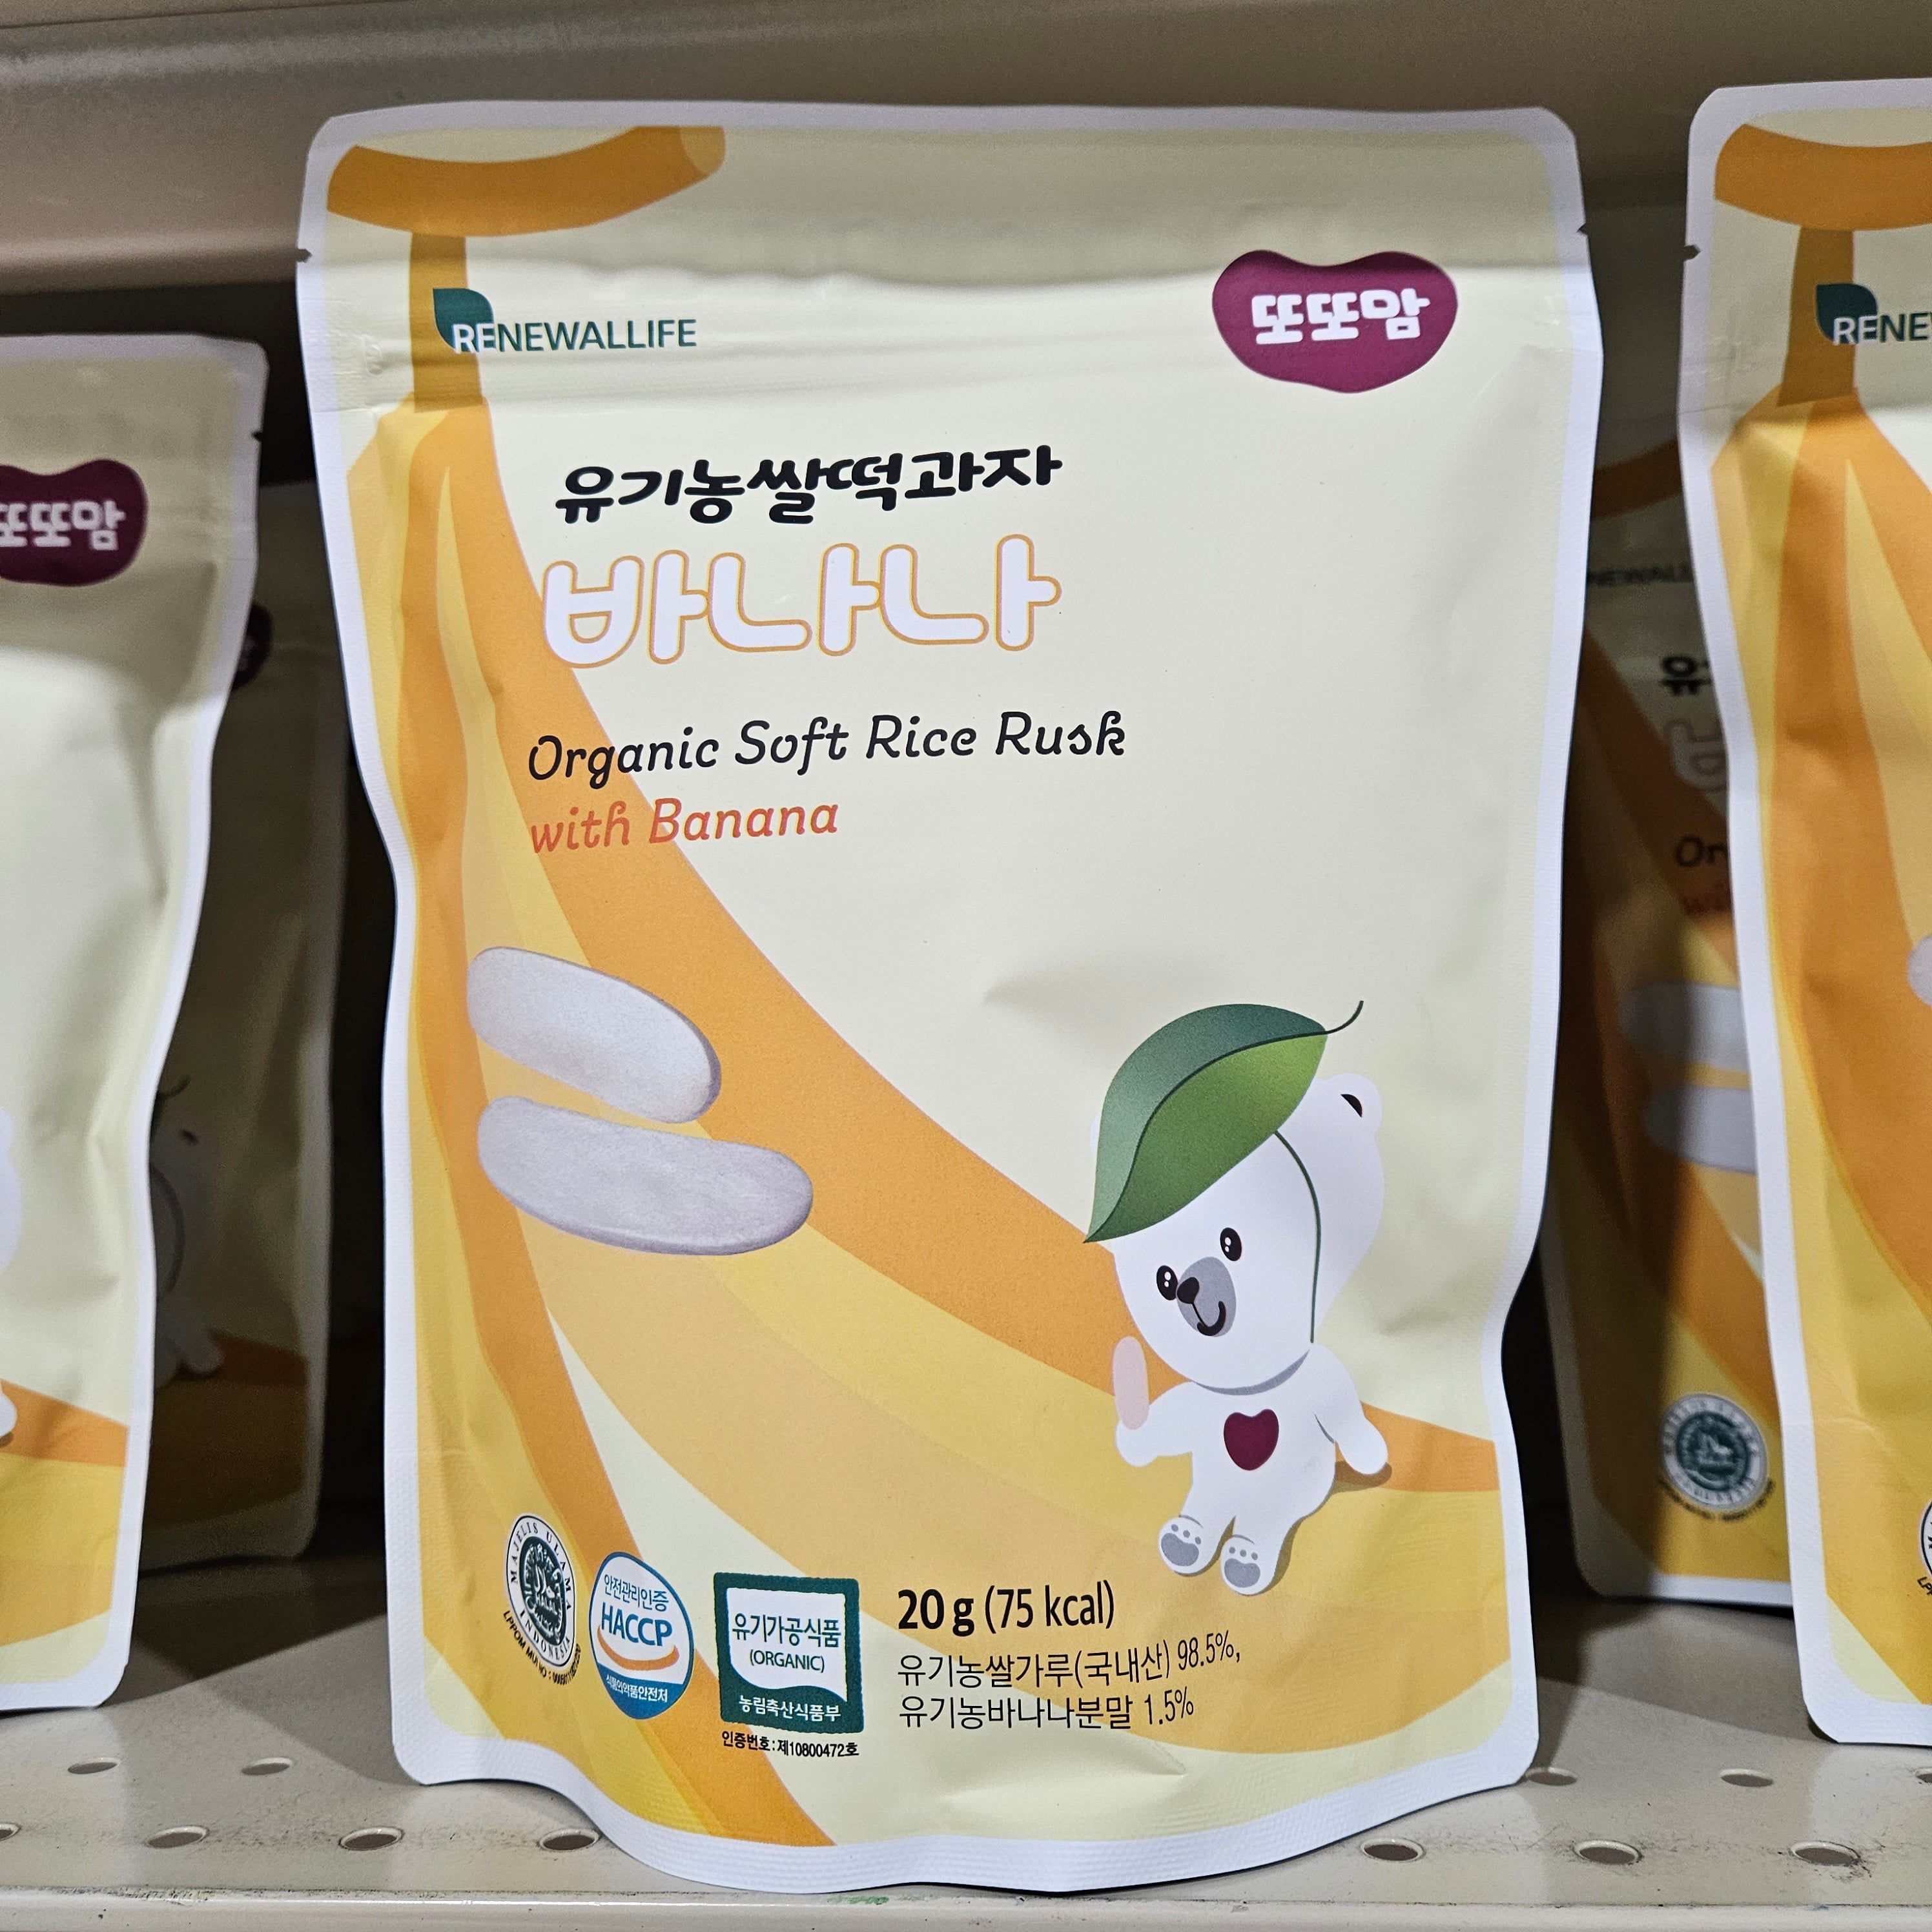 RENEWALLIFE
또또맘
유기농쌀떡과자
바나나
Organic Soft Rice Rusk
with Banana
MAJELIS ULAMA INDONESIA
안전관리인증
HACCP
식품의약품안전처
유기가공식품
(ORGANIC)
농림축산식품부
인증번호:제10800472호
20 g (75 kcal)
유기농쌀가루(국내산) 98.5%,
유기농바나나분말 1.5%
또또맘